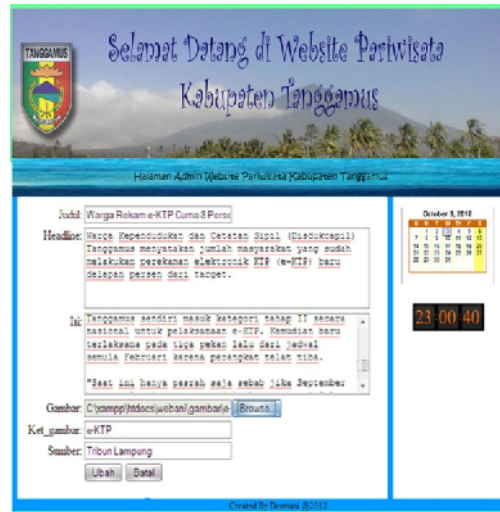 TANGGAMUS
Selamat Datang di Website Pariwisata
Kabupaten Tanggamus
Halaman Admin Website Pariwisata Kabupaten Tanggamus
Judul: Warga Rekam e-KTP Cuma 8 Perse
Headline: Warga Kependudukan dan Catatan Sipil (Disdukcapil)
Tanggamus menyatakan jumlah masyarakat yang sudah
melakukan perekaman elektronik KTP (e-KTP) baru
delapan persen dari target.
Isi: Tanggamus sendiri masuk kategori tahap II secara
nasional untuk pelaksanaan e-KTP. Kemudian baru
terlaksana pada tiga pekan lalu dari jadwal
semula Februari karena perangkat telat tiba.
"Saat ini hanya pasrah saja sebab jika September
Gambar: C:\xampp\htdocs\webani\gambar\e- Browse...
Ket_gambar: e-KTP
Sumber: Tribun Lampung
Ubah Batal
October 3, 2012
23 00 40
Created By Desriani @2012